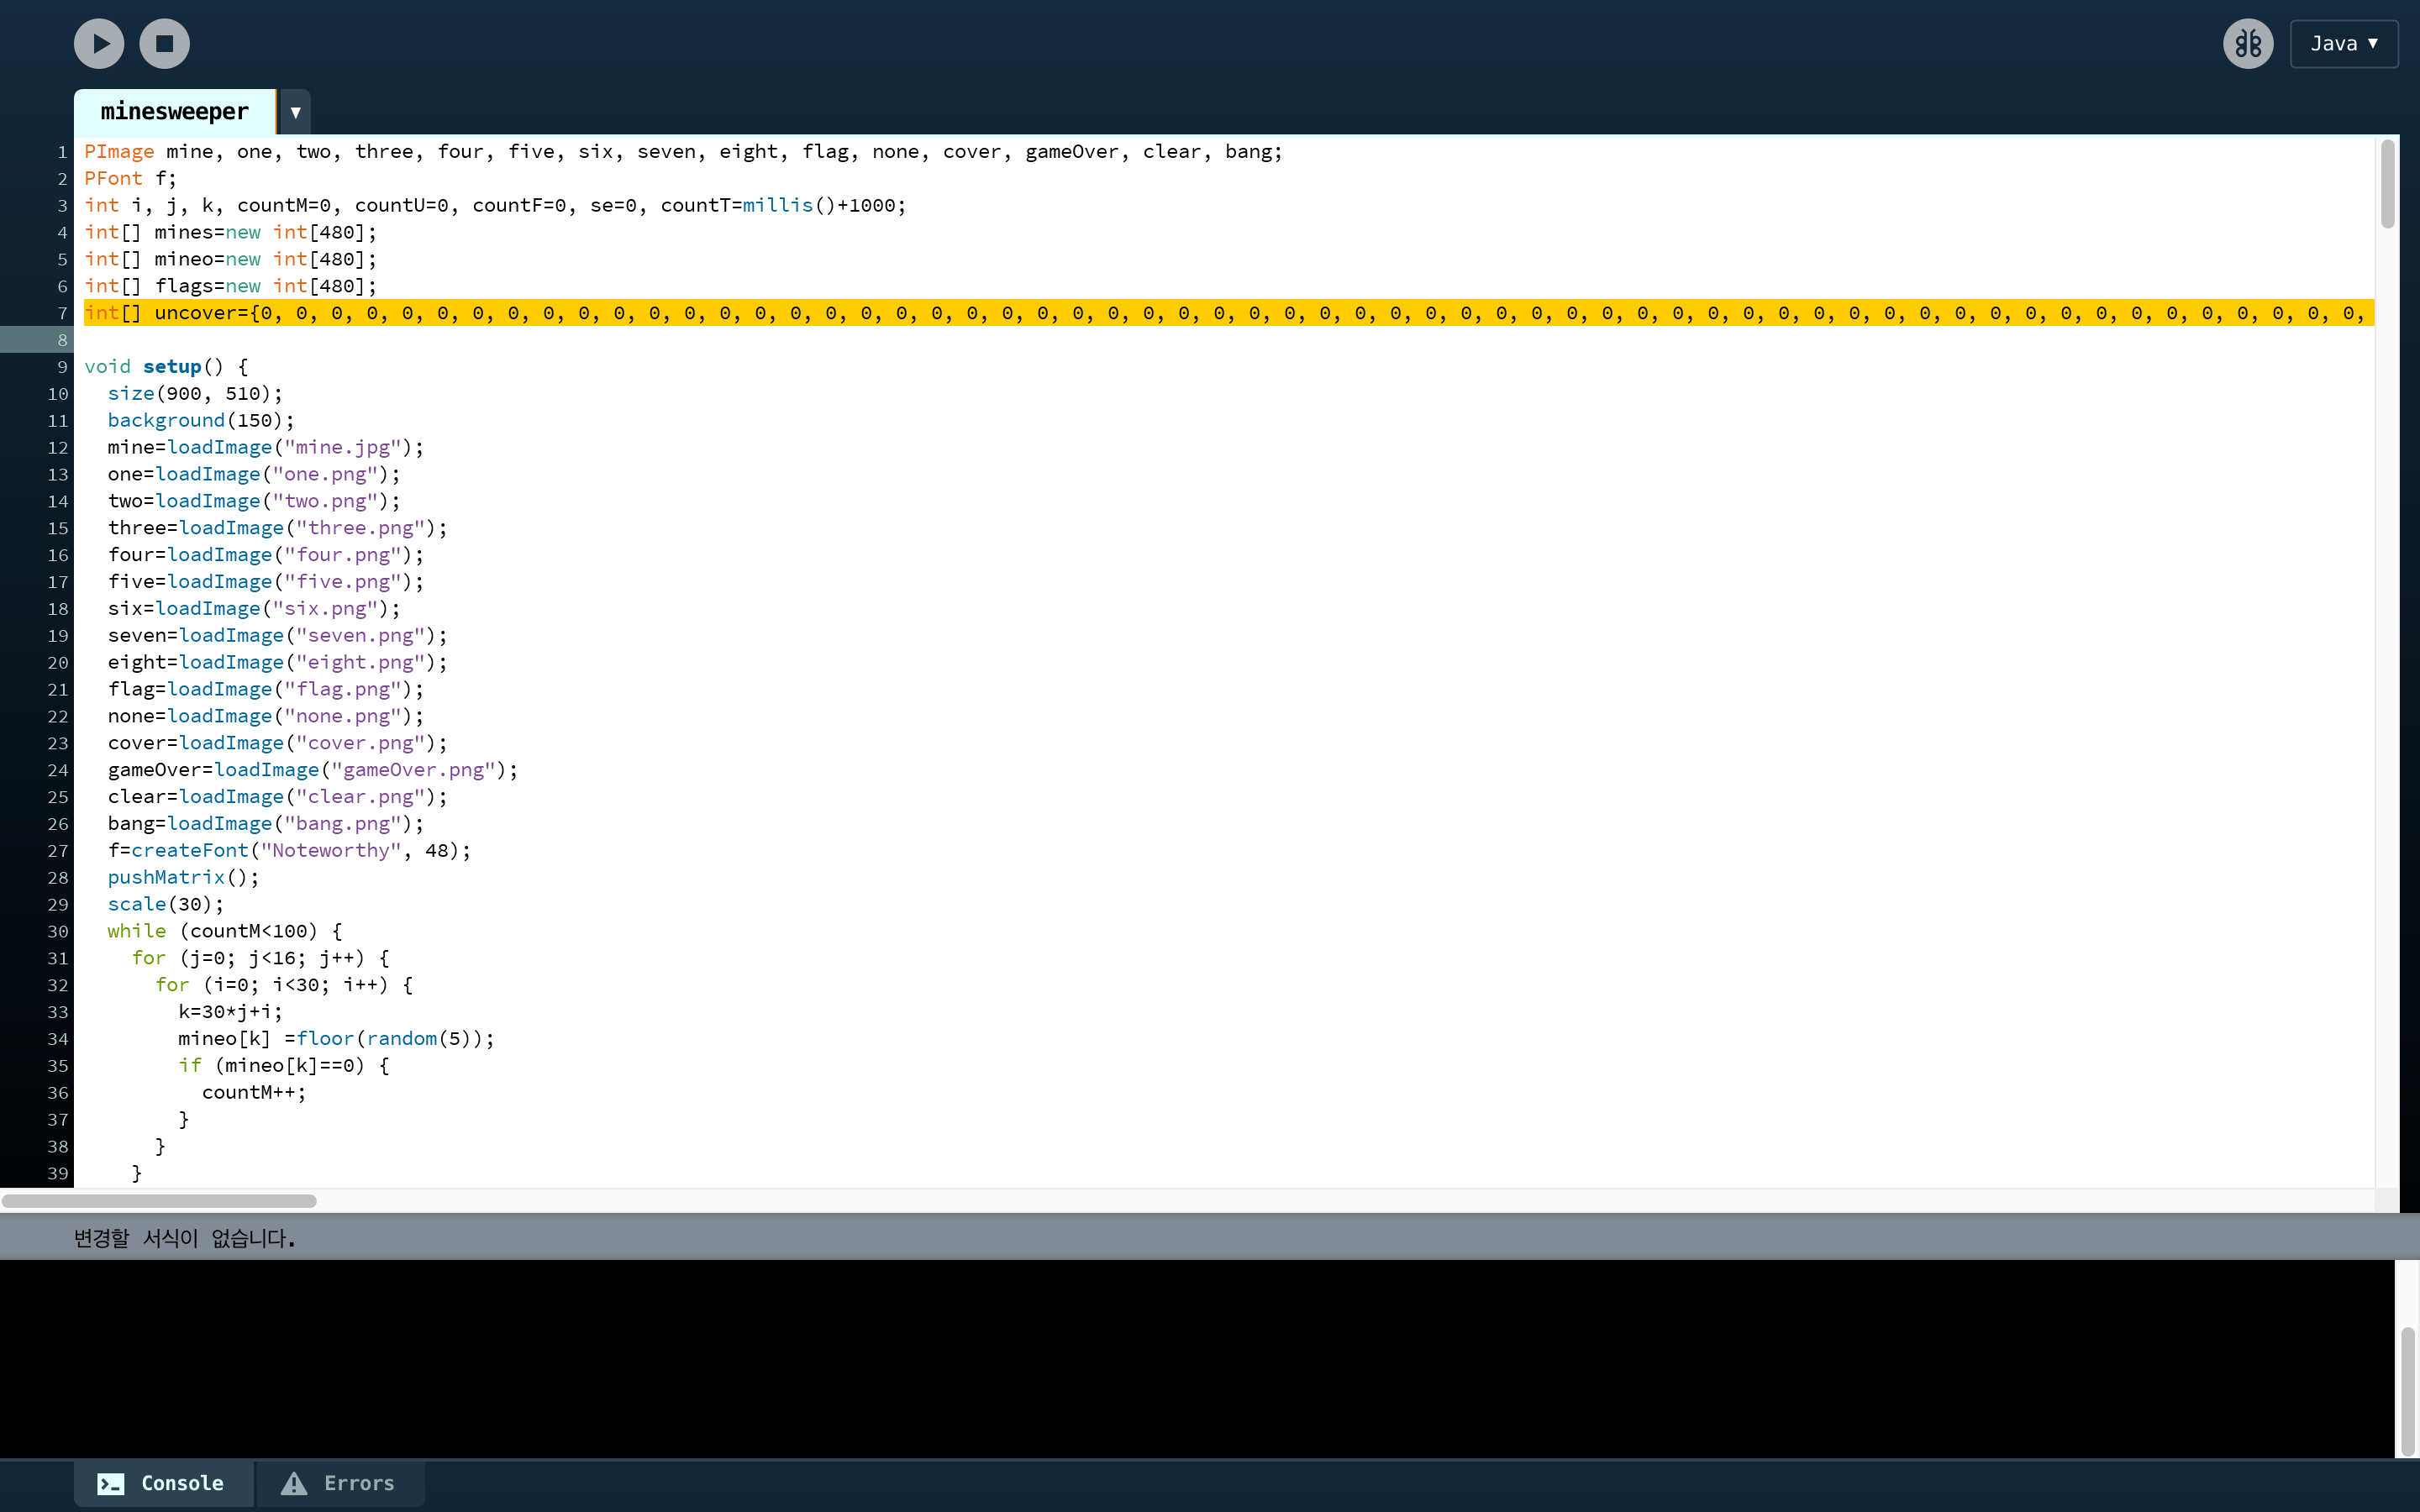 Java ▼
minesweeper ▼
1 PImage mine, one, two, three, four, five, six, seven, eight, flag, none, cover, gameOver, clear, bang;
2 PFont f;
3 int i, j, k, countM=0, countU=0, countF=0, se=0, countT=millis()+1000;
4 int[] mines=new int[480];
5 int[] mineo=new int[480];
6 int[] flags=new int[480];
7 int[] uncover={0, 0, 0, 0, 0, 0, 0, 0, 0, 0, 0, 0, 0, 0, 0, 0, 0, 0, 0, 0, 0, 0, 0, 0, 0, 0, 0, 0, 0, 0, 0, 0, 0, 0, 0, 0, 0, 0, 0, 0, 0, 0, 0, 0, 0, 0, 0, 0, 0, 0, 0, 0, 0, 0, 0, 0, 0, 0, 0, 0,
8
9 void setup() {
10 size(900, 510);
11 background(150);
12 mine=loadImage("mine.jpg");
13 one=loadImage("one.png");
14 two=loadImage("two.png");
15 three=loadImage("three.png");
16 four=loadImage("four.png");
17 five=loadImage("five.png");
18 six=loadImage("six.png");
19 seven=loadImage("seven.png");
20 eight=loadImage("eight.png");
21 flag=loadImage("flag.png");
22 none=loadImage("none.png");
23 cover=loadImage("cover.png");
24 gameOver=loadImage("gameOver.png");
25 clear=loadImage("clear.png");
26 bang=loadImage("bang.png");
27 f=createFont("Noteworthy", 48);
28 pushMatrix();
29 scale(30);
30 while (countM<100) {
31 for (j=0; j<16; j++) {
32 for (i=0; i<30; i++) {
33 k=30*j+i;
34 mineo[k] =floor(random(5));
35 if (mineo[k]==0) {
36 countM++;
37 }
38 }
39 }
변경할 서식이 없습니다.
Console Errors